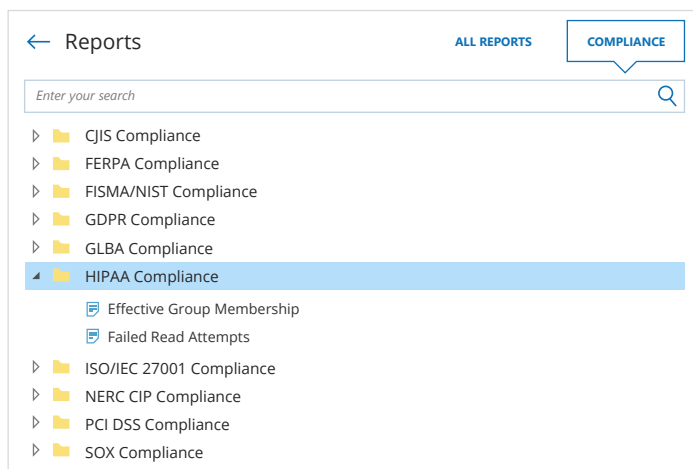 Reports
ALL REPORTS
COMPLIANCE
Enter your search
CJIS Compliance
FERPA Compliance
FISMA/NIST Compliance
GDPR Compliance
GLBA Compliance
HIPAA Compliance
Effective Group Membership
Failed Read Attempts
ISO/IEC 27001 Compliance
NERC CIP Compliance
PCI DSS Compliance
SOX Compliance